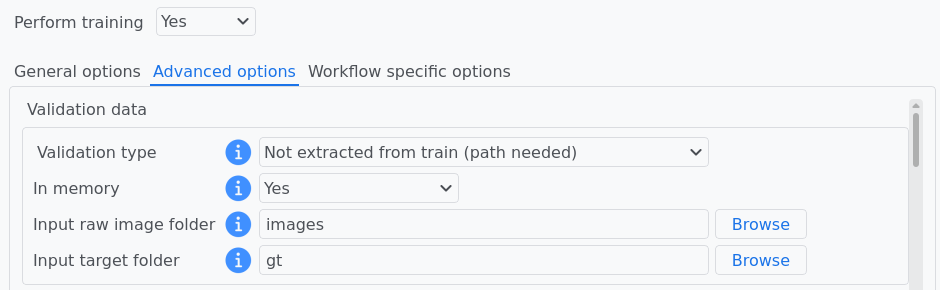 Perform training Yes
General options Advanced options Workflow specific options
Validation data
Validation type i Not extracted from train (path needed)
In memory i Yes
Input raw image folder i images Browse
Input target folder i gt Browse